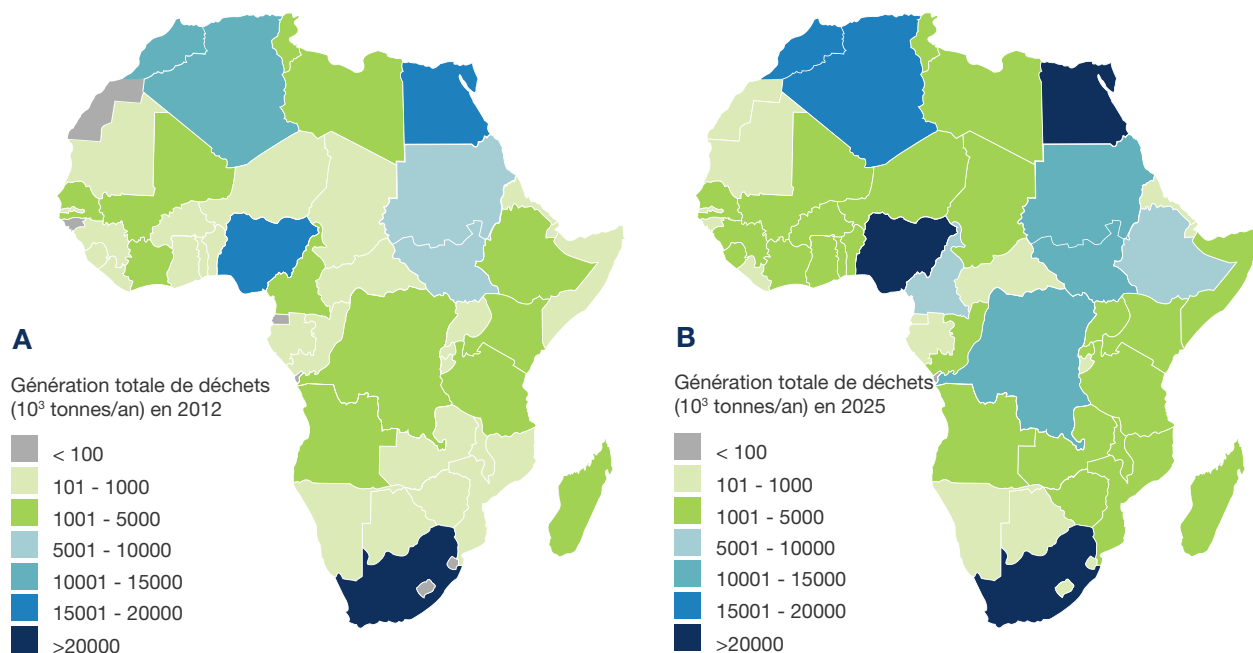 A
Génération totale de déchets
(10³ tonnes/an) en 2012
< 100
101 - 1000
1001 - 5000
5001 - 10000
10001 - 15000
15001 - 20000
>20000
B
Génération totale de déchets
(10³ tonnes/an) en 2025
< 100
101 - 1000
1001 - 5000
5001 - 10000
10001 - 15000
15001 - 20000
>20000